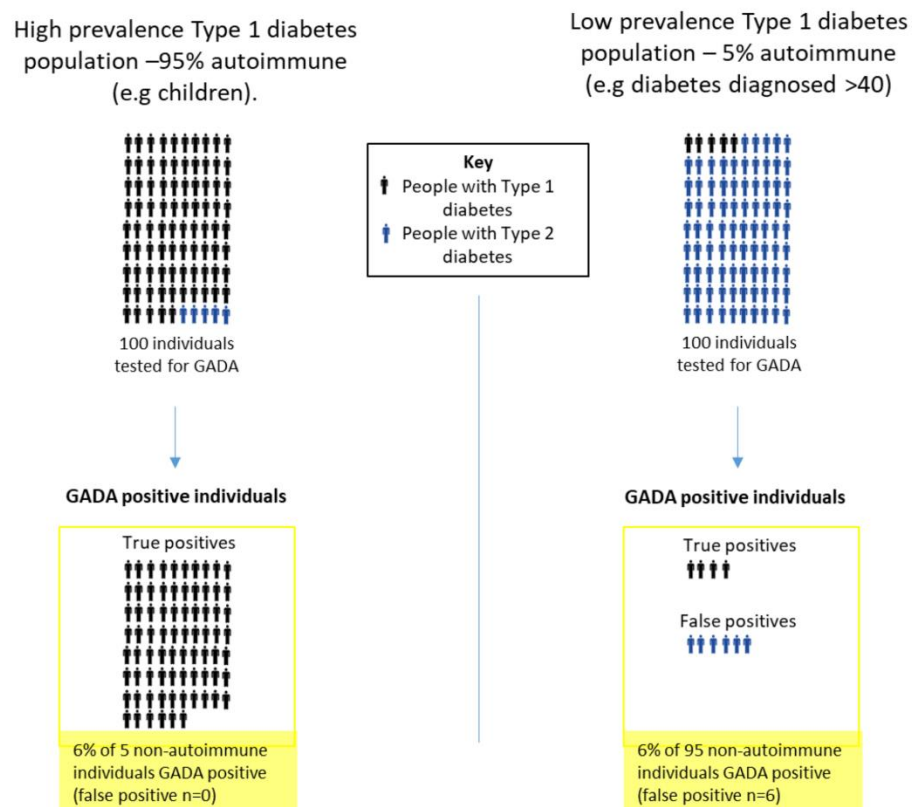 High prevalence Type 1 diabetes
population –95% autoimmune
(e.g children).
Low prevalence Type 1 diabetes
population – 5% autoimmune
(e.g diabetes diagnosed >40)
Key
People with Type 1
diabetes
People with Type 2
diabetes
100 individuals
tested for GADA
100 individuals
tested for GADA
GADA positive individuals
GADA positive individuals
True positives
True positives
False positives
6% of 5 non-autoimmune
individuals GADA positive
(false positive n=0)
6% of 95 non-autoimmune
individuals GADA positive
(false positive n=6)